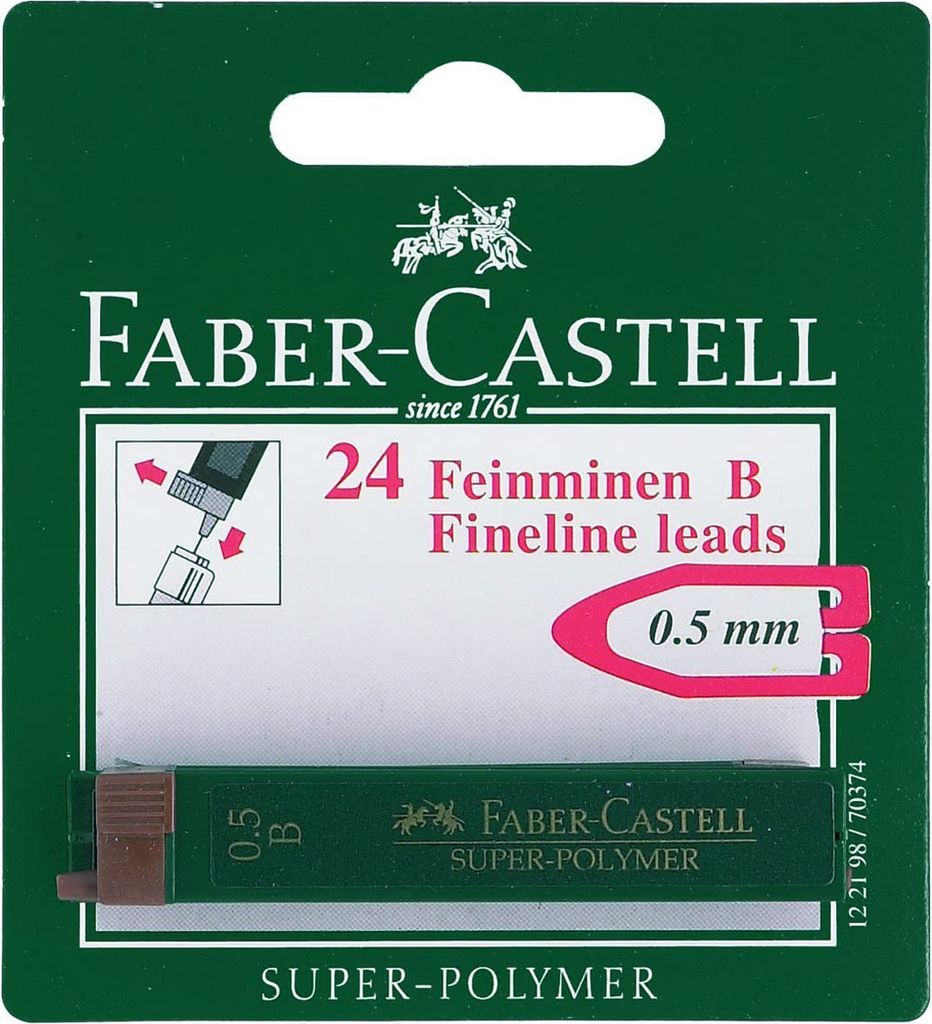 FABER-CASTELL
since 1761
24 Feinminen B
Fineline leads
0.5 mm
0.5
B
FABER-CASTELL
SUPER-POLYMER
12 21 98 / 70374
SUPER-POLYMER